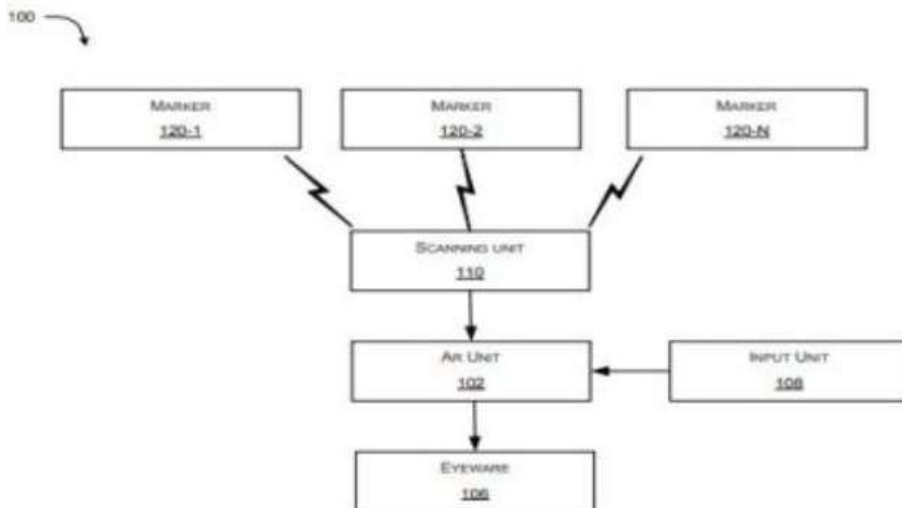 100
MARKER
120-1
MARKER
120-2
MARKER
120-N
SCANNING UNIT
110
AR UNIT
102
INPUT UNIT
108
EYEWARE
106